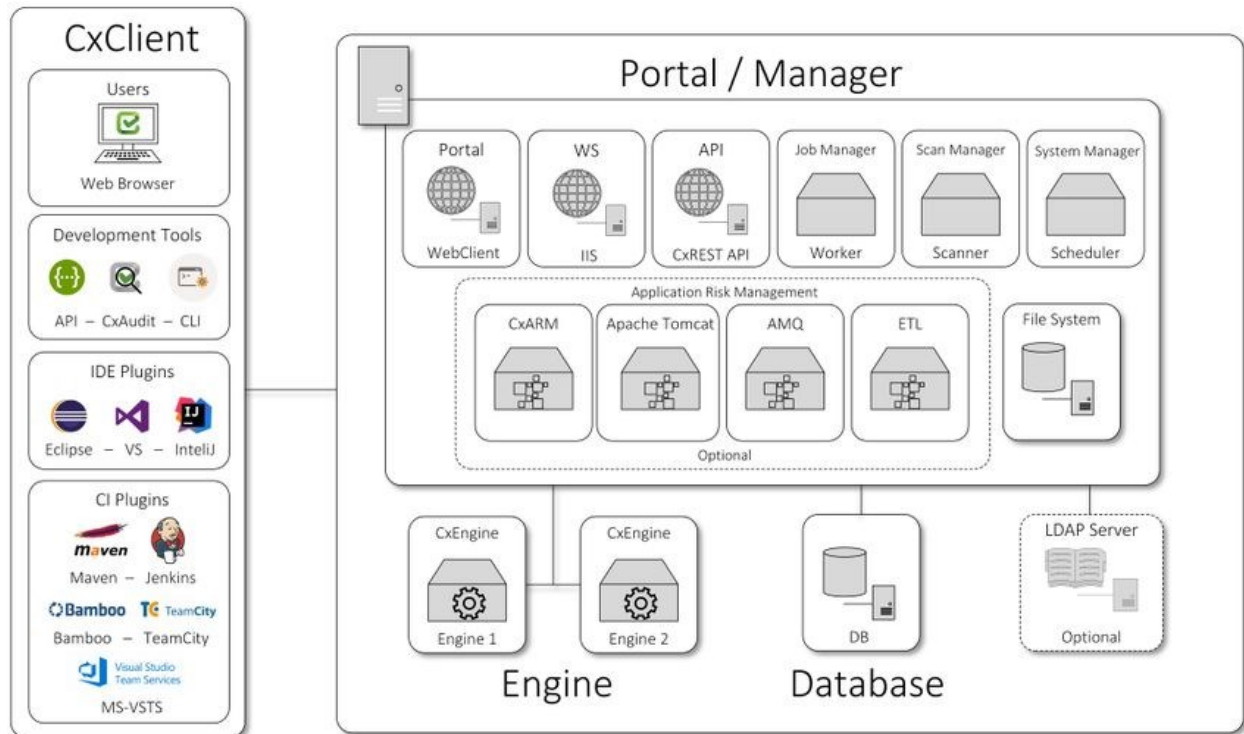 CxClient
Users
Web Browser
Development Tools
API – CxAudit – CLI
IDE Plugins
IJ
Eclipse – VS – InteliJ
CI Plugins
maven
Maven – Jenkins
Bamboo TC TeamCity
Bamboo – TeamCity
Visual Studio
Team Services
MS-VSTS
Portal / Manager
Portal
WebClient
WS
IIS
API
CxREST API
Job Manager
Worker
Scan Manager
Scanner
System Manager
Scheduler
Application Risk Management
CxARM
Apache Tomcat
AMQ
ETL
Optional
File System
CxEngine
Engine 1
CxEngine
Engine 2
Engine
DB
Database
LDAP Server
Optional